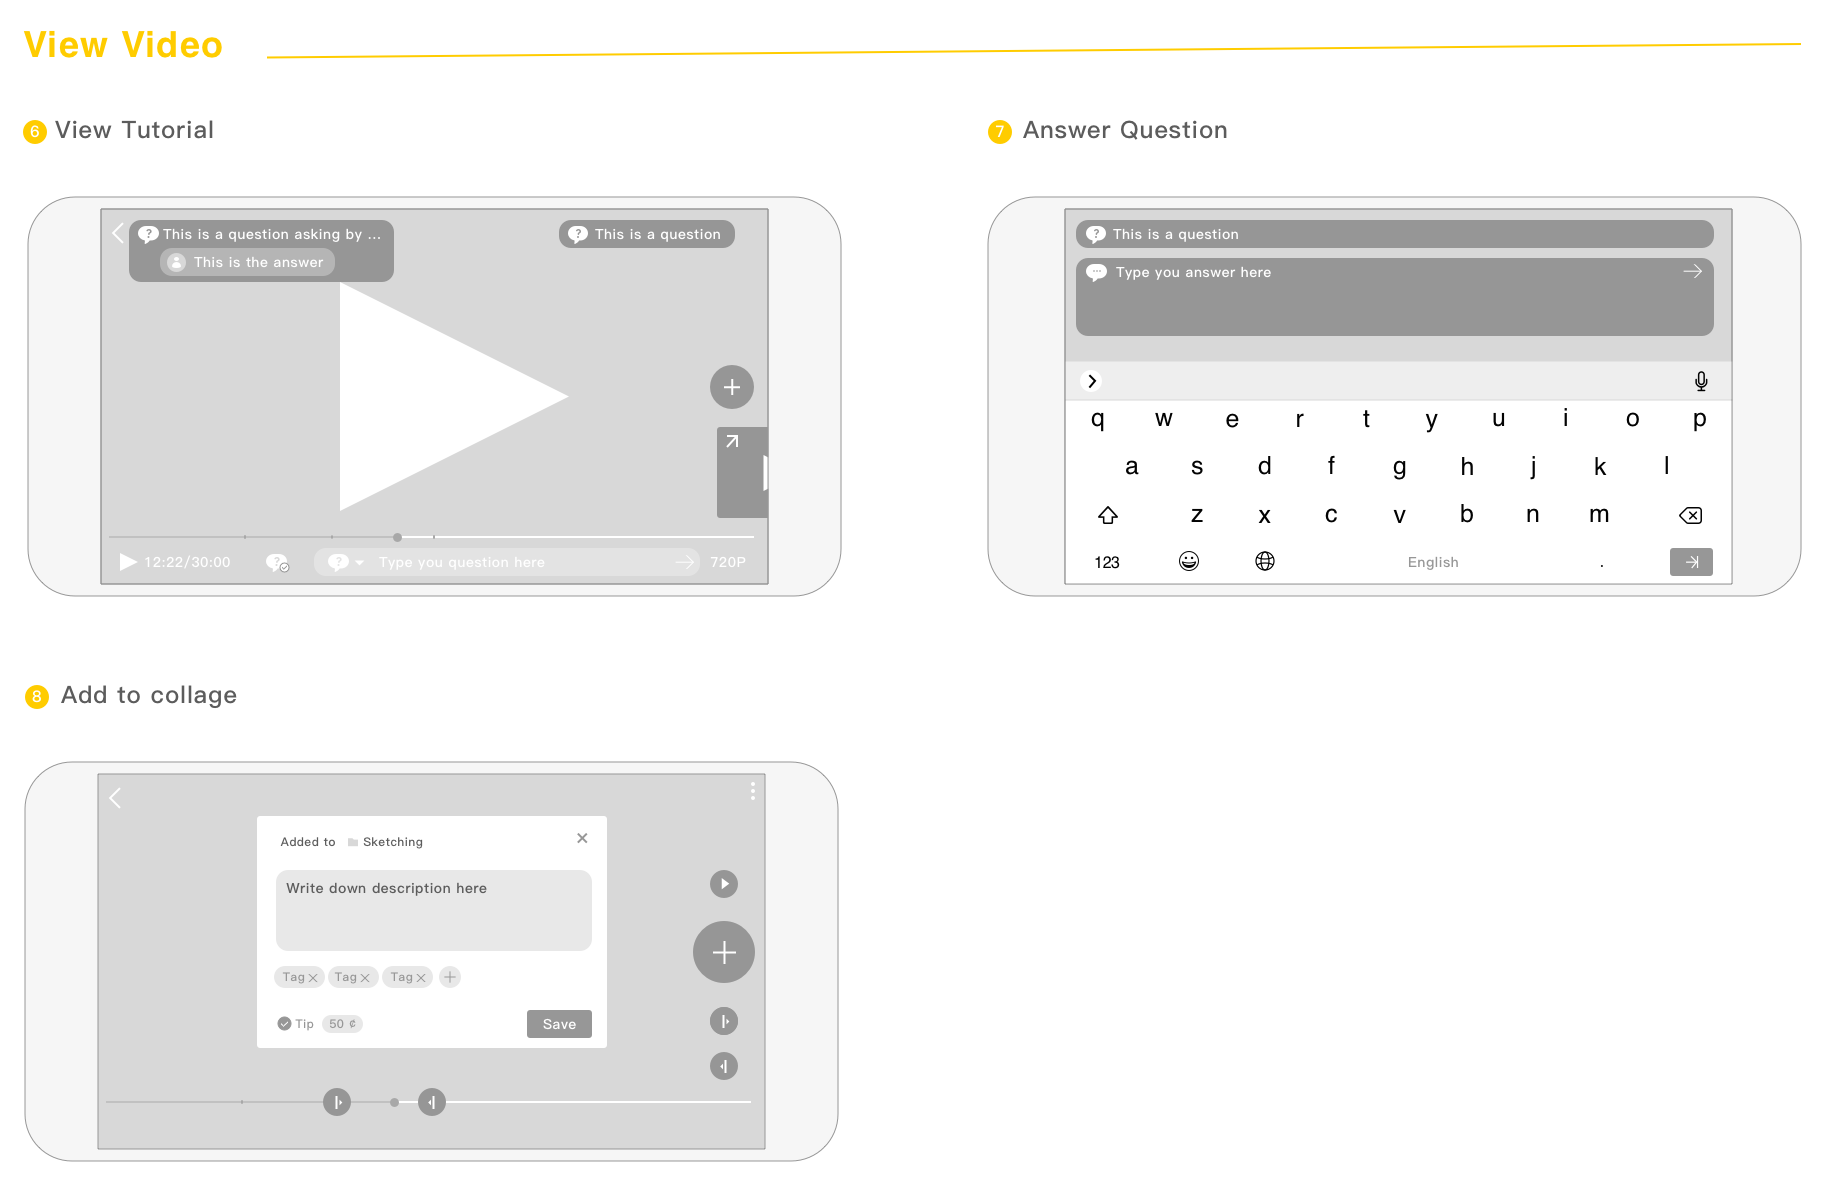 View Video
6 View Tutorial
This is a question asking by ...
This is the answer
This is a question
12:22/30:00
Type you question here
720P
7 Answer Question
This is a question
Type you answer here
q w e r t y u i o p
a s d f g h j k l
z x c v b n m
123 English .
8 Add to collage
Added to Sketching
Write down description here
Tag Tag Tag
Tip 50 ¢ Save